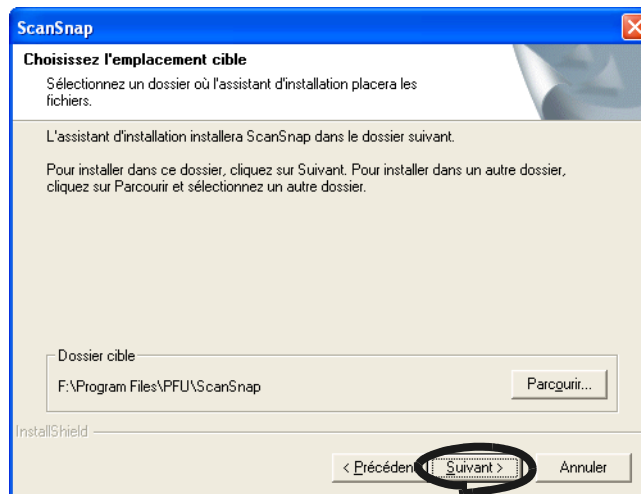 ScanSnap
Choisissez l'emplacement cible
Sélectionnez un dossier où l'assistant d'installation placera les
fichiers.
L'assistant d'installation installera ScanSnap dans le dossier suivant.
Pour installer dans ce dossier, cliquez sur Suivant. Pour installer dans un autre dossier,
cliquez sur Parcourir et sélectionnez un autre dossier.
Dossier cible
F:\Program Files\PFU\ScanSnap
Parcourir...
InstallShield
< Précéden
Suivant >
Annuler